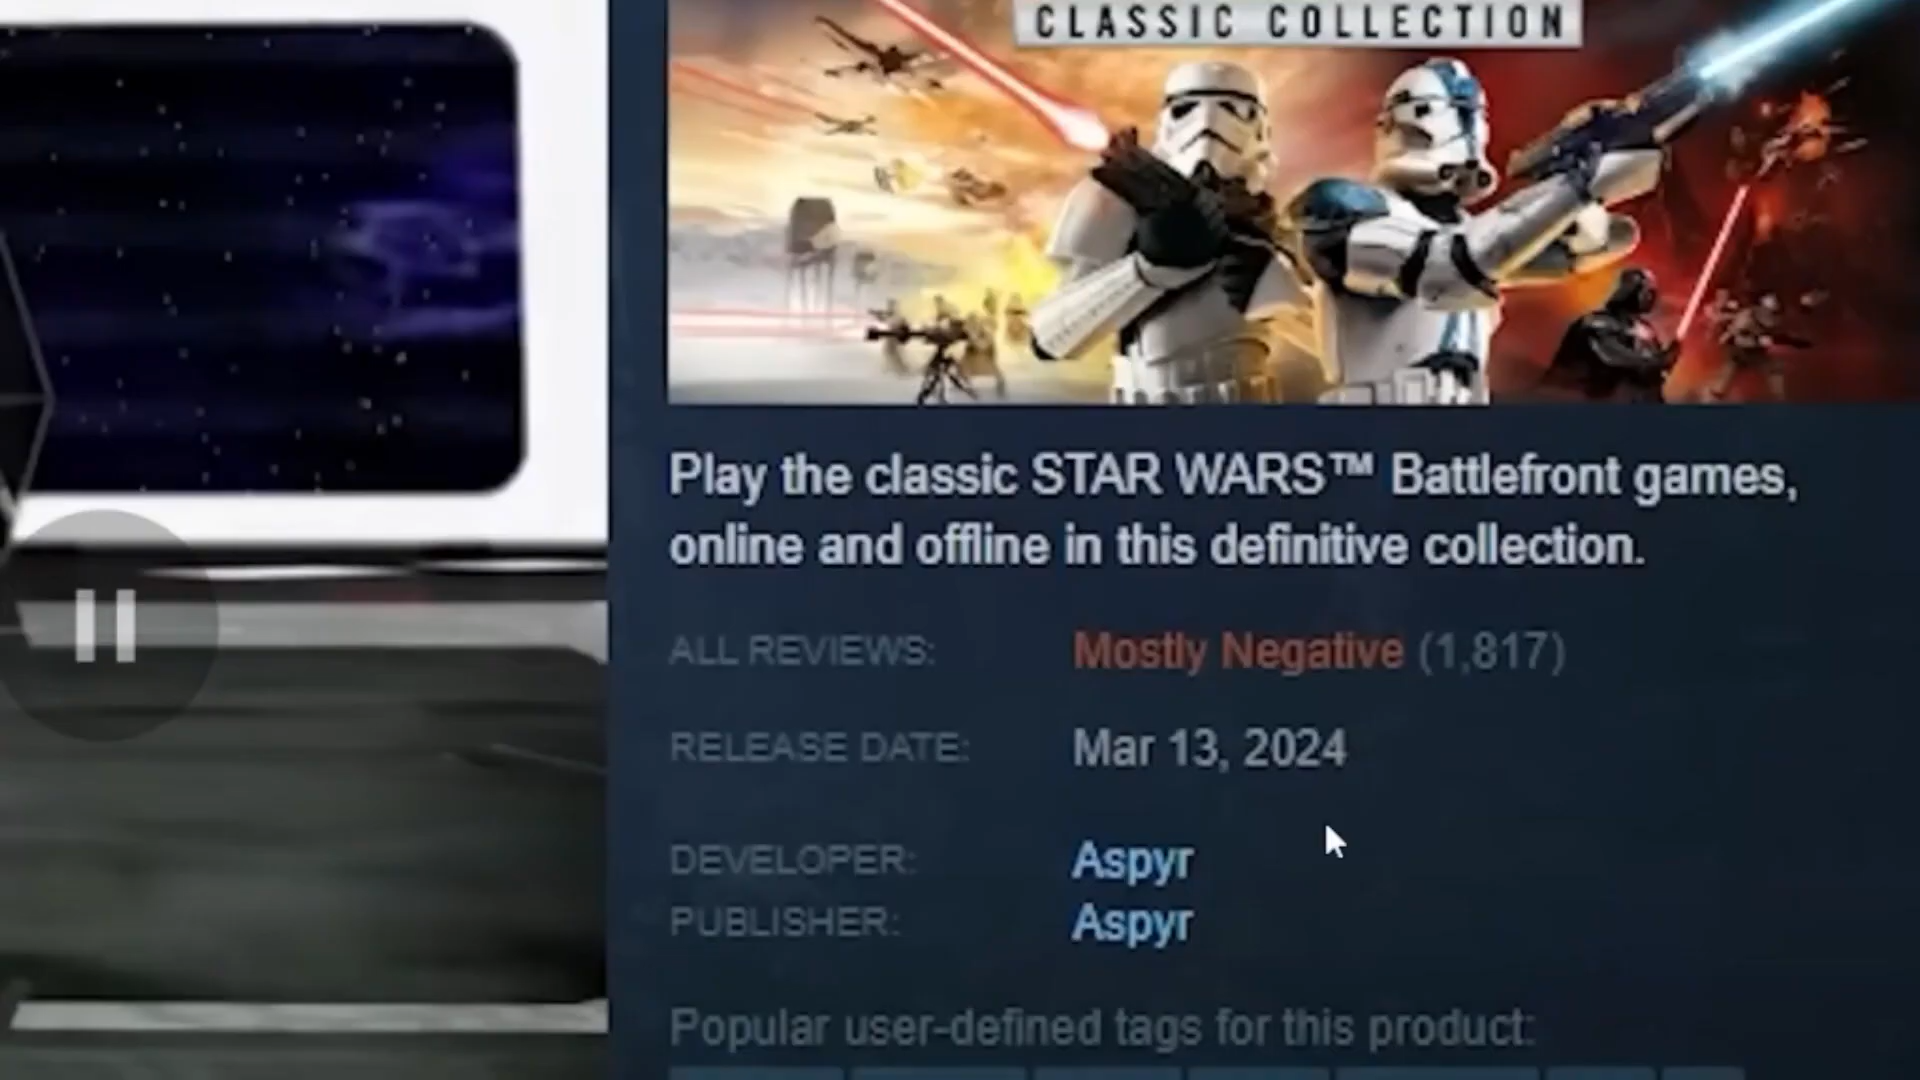 CLASSIC COLLECTION
Play the classic STAR WARS™ Battlefront games,
online and offline in this definitive collection.
ALL REVIEWS: Mostly Negative (1,817)
RELEASE DATE: Mar 13, 2024
DEVELOPER: Aspyr
PUBLISHER: Aspyr
Popular user-defined tags for this product: